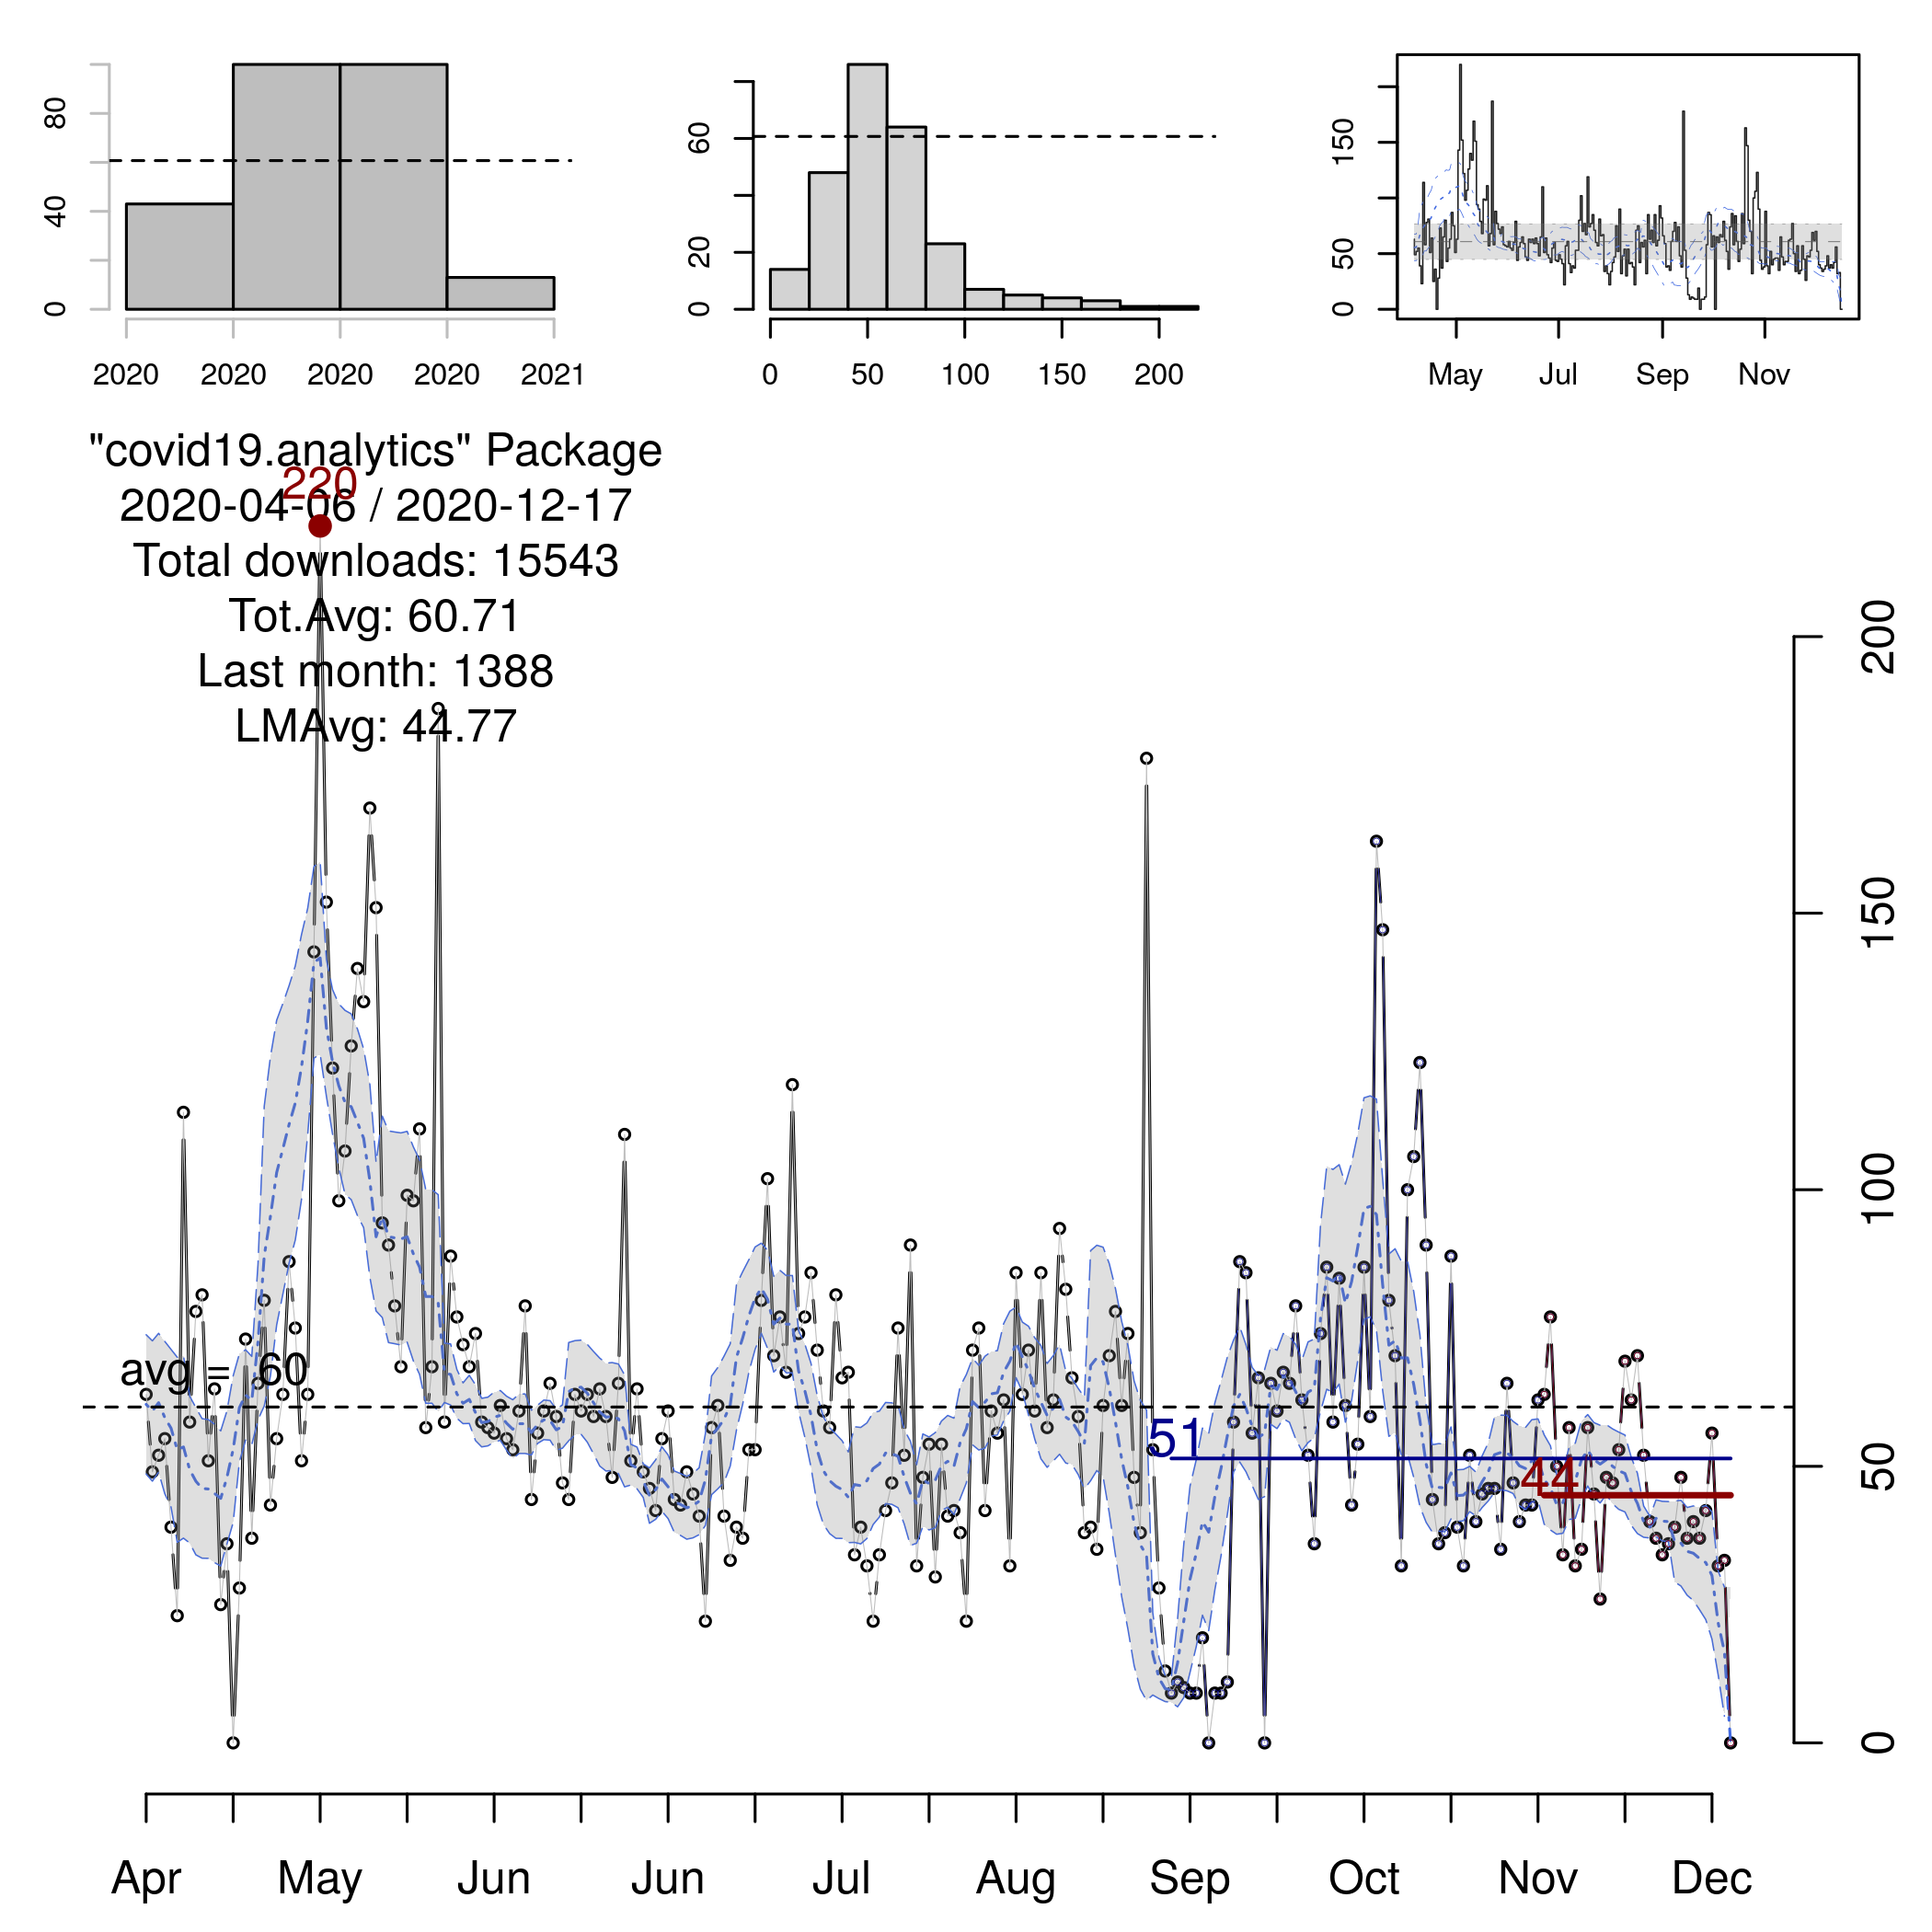 80
40
0
2020 2020 2020 2020 2021
60
20
0
0 50 100 150 200
150
50
0
May Jul Sep Nov
"covid19.analytics" Package
220
2020-04-06 / 2020-12-17
Total downloads: 15543
Tot.Avg: 60.71
Last month: 1388
LMAvg: 44.77
200
150
100
50
0
avg = 60
51
44
Apr May Jun Jun Jul Aug Sep Oct Nov Dec